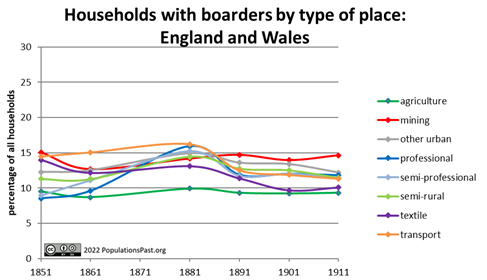 Households with boarders by type of place:
England and Wales
percentage of all households
30
25
20
15
10
5
0
1851
1861
1871
1881
1891
1901
1911
2022 PopulationsPast.org
agriculture
mining
other urban
professional
semi-professional
semi-rural
textile
transport